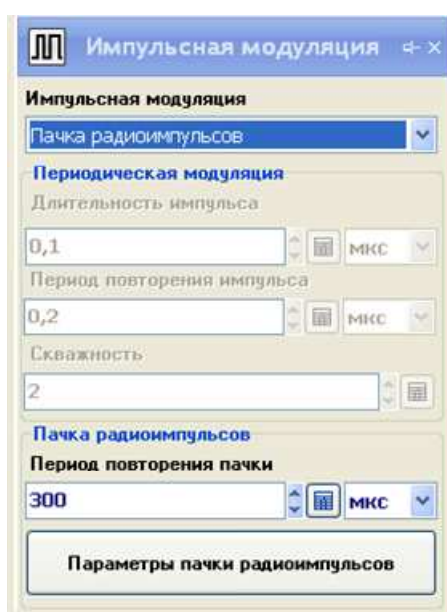 Импульсная модуляция
Импульсная модуляция
Пачка радиоимпульсов
Периодическая модуляция
Длительность импульса
0,1 мкс
Период повторения импульса
0,2 мкс
Скважность
2
Пачка радиоимпульсов
Период повторения пачки
300 мкс
Параметры пачки радиоимпульсов